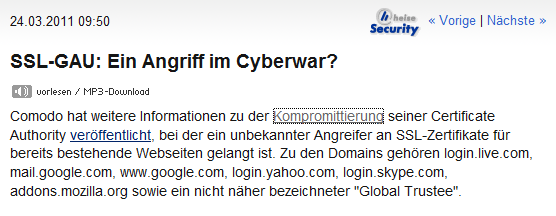 24.03.2011 09:50
heise Security
« Vorige | Nächste »
SSL-GAU: Ein Angriff im Cyberwar?
vorlesen / MP3-Download
Comodo hat weitere Informationen zu der Kompromittierung seiner Certificate
Authority veröffentlicht, bei der ein unbekannter Angreifer an SSL-Zertifikate für
bereits bestehende Webseiten gelangt ist. Zu den Domains gehören login.live.com,
mail.google.com, www.google.com, login.yahoo.com, login.skype.com,
addons.mozilla.org sowie ein nicht näher bezeichneter "Global Trustee".